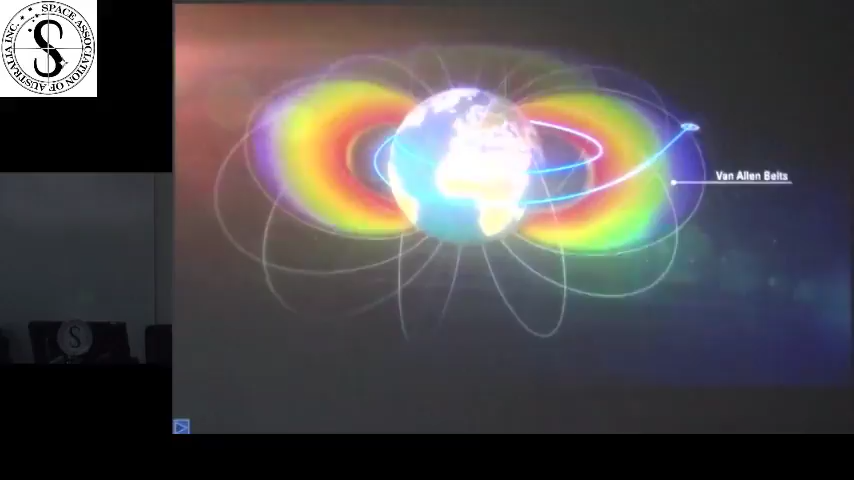 SPACE ASSOCIATION OF AUSTRALIA INC.
S
Van Allen Belts
S